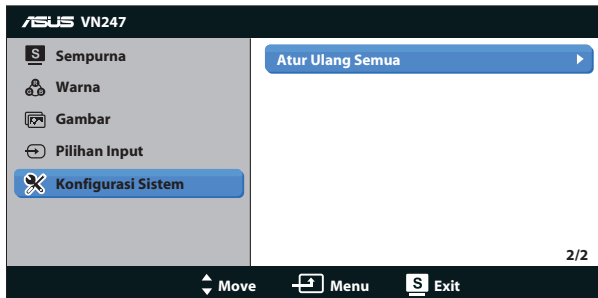 ASUS VN247
S Sempurna
Warna
Gambar
Pilihan Input
Konfigurasi Sistem
Atur Ulang Semua
2/2
Move Menu S Exit